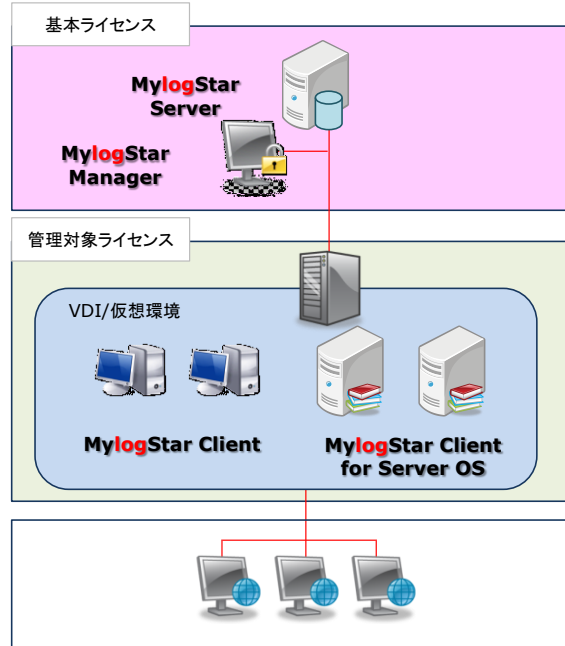 基本ライセンス
MylogStar
Server
MylogStar
Manager
管理対象ライセンス
VDI/仮想環境
MylogStar Client
MylogStar Client
for Server OS